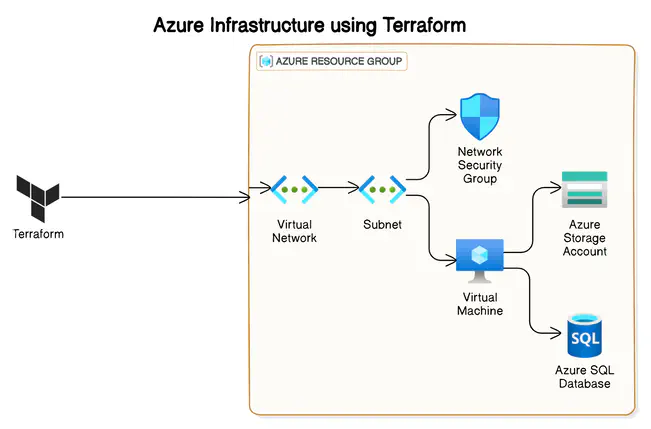 Azure Infrastructure using Terraform
AZURE RESOURCE GROUP
Network
Security
Group
Terraform
Virtual
Network
Subnet
Azure
Storage
Account
Virtual
Machine
SQL
Azure SQL
Database